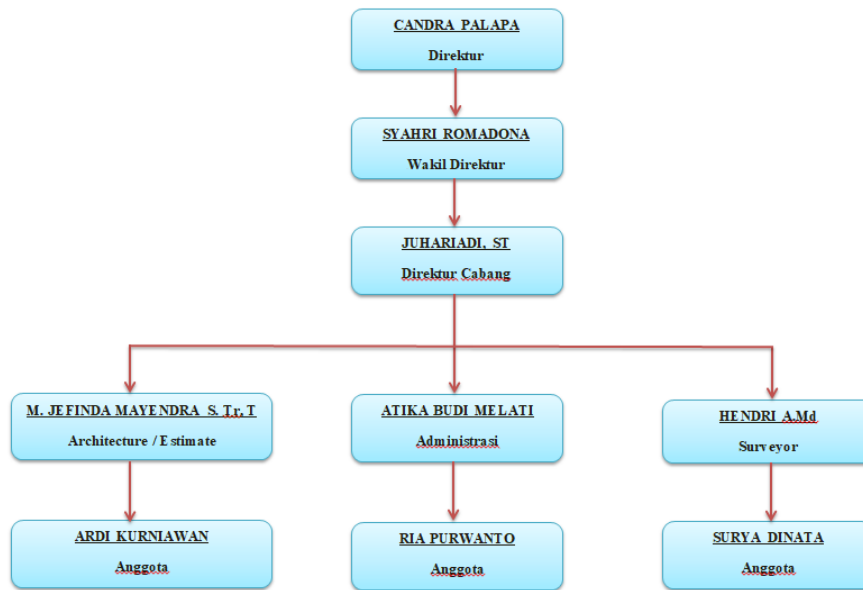 CANDRA PALAPA
Direktur
SYAHRI ROMADONA
Wakil Direktur
JUHARIADI, ST
Direktur Cabang
M. JEFINDA MAYENDRA S. Tr, T
Architecture / Estimate
ATIKA BUDI MELATI
Administrasi
HENDRI A,Md
Surveyor
ARDI KURNIAWAN
Anggota
RIA PURWANTO
Anggota
SURYA DINATA
Anggota